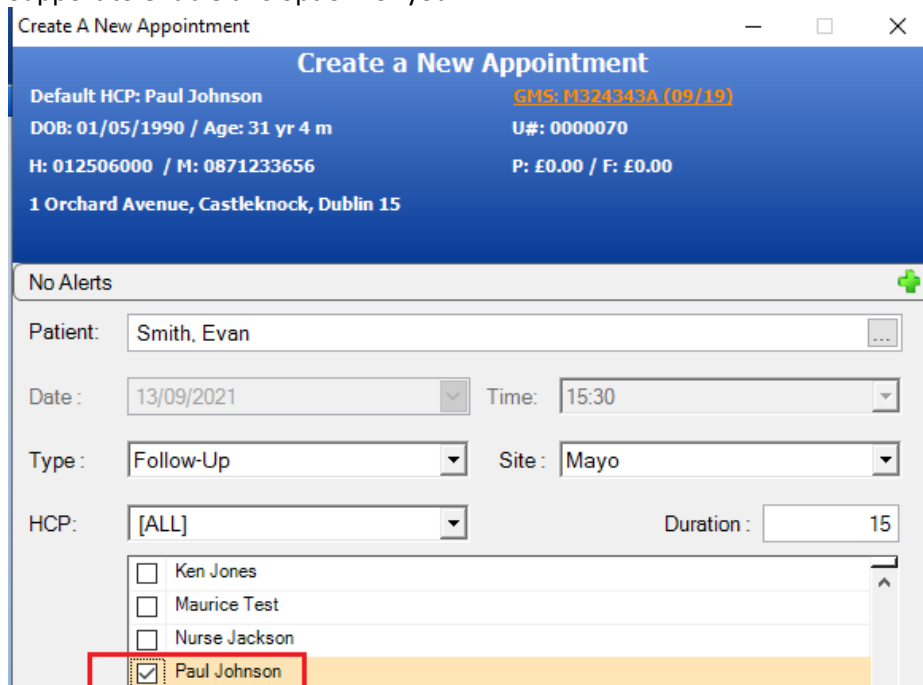 Create A New Appointment
Create a New Appointment
Default HCP: Paul Johnson GMS: M324343A (09/19)
DOB: 01/05/1990 / Age: 31 yr 4 m U#: 0000070
H: 012506000 / M: 0871233656 P: £0.00 / F: £0.00
1 Orchard Avenue, Castleknock, Dublin 15
No Alerts
Patient: Smith, Evan ...
Date : 13/09/2021 Time: 15:30
Type : Follow-Up Site : Mayo
HCP: [ALL] Duration : 15
Ken Jones
Maurice Test
Nurse Jackson
Paul Johnson